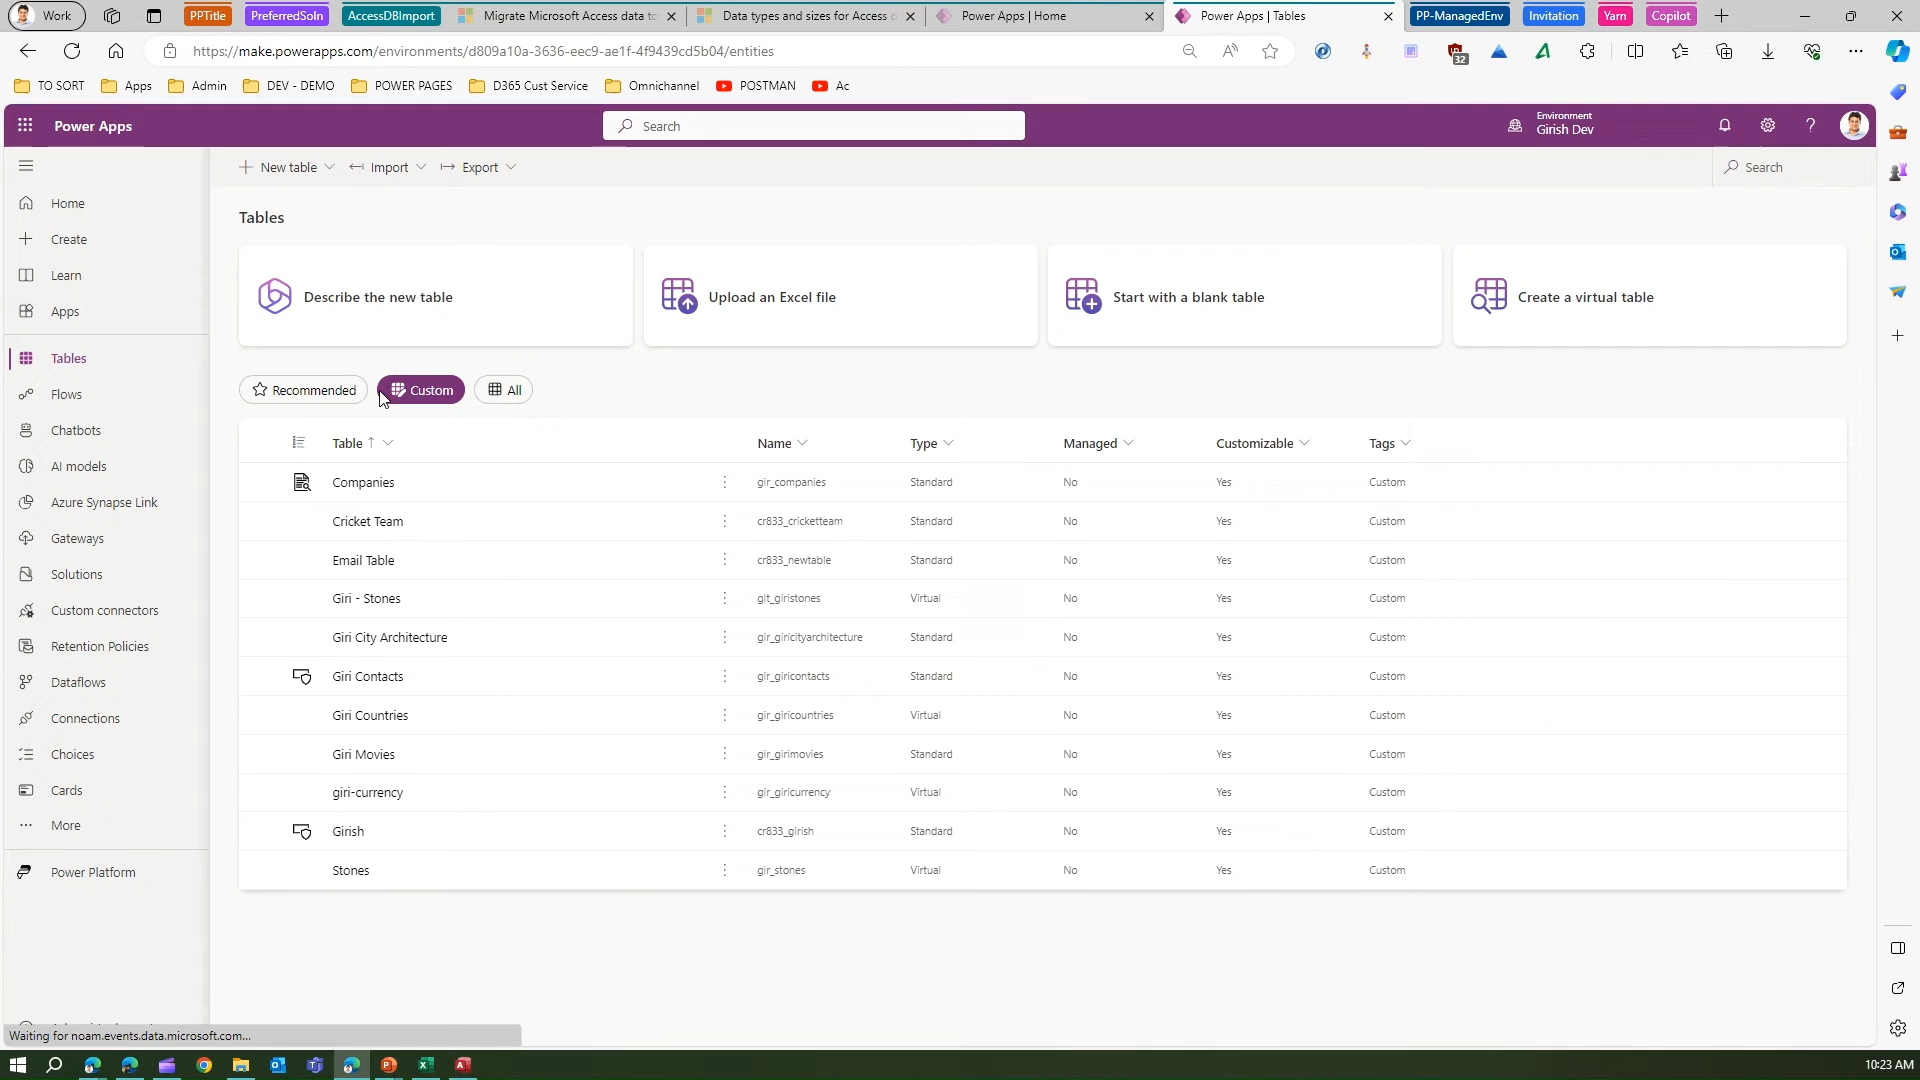 Work
PPTitle
PreferredSoln
AccessDBImport
Migrate Microsoft Access data to
Data types and sizes for Access
Power Apps | Home
Power Apps | Tables
PP-ManagedEnv
Invitation
Yarn
Copilot
https://make.powerapps.com/environments/d809a10a-3636-eec9-ae1f-4f9439cd5b04/entities
32
TO SORT
Apps
Admin
DEV - DEMO
POWER PAGES
D365 Cust Service
Omnichannel
POSTMAN
Ac
Power Apps
Search
Environment
Girish Dev
New table
Import
Export
Search
Home
Create
Learn
Apps
Tables
Flows
Chatbots
AI models
Azure Synapse Link
Gateways
Solutions
Custom connectors
Retention Policies
Dataflows
Connections
Choices
Cards
More
Power Platform
Tables
Describe the new table
Upload an Excel file
Start with a blank table
Create a virtual table
Recommended
Custom
All
Table Name Type Managed Customizable Tags
Companies gir_companies Standard No Yes Custom
Cricket Team cr833_cricketteam Standard No Yes Custom
Email Table cr833_newtable Standard No Yes Custom
Giri - Stones git_giristones Virtual No Yes Custom
Giri City Architecture gir_giricityarchitecture Standard No Yes Custom
Giri Contacts gir_giricontacts Standard No Yes Custom
Giri Countries gir_giricountries Virtual No Yes Custom
Giri Movies gir_girimovies Standard No Yes Custom
giri-currency gir_giricurrency Virtual No Yes Custom
Girish cr833_girish Standard No Yes Custom
Stones gir_stones Virtual No Yes Custom
Waiting for noam.events.data.microsoft.com...
10:23 AM